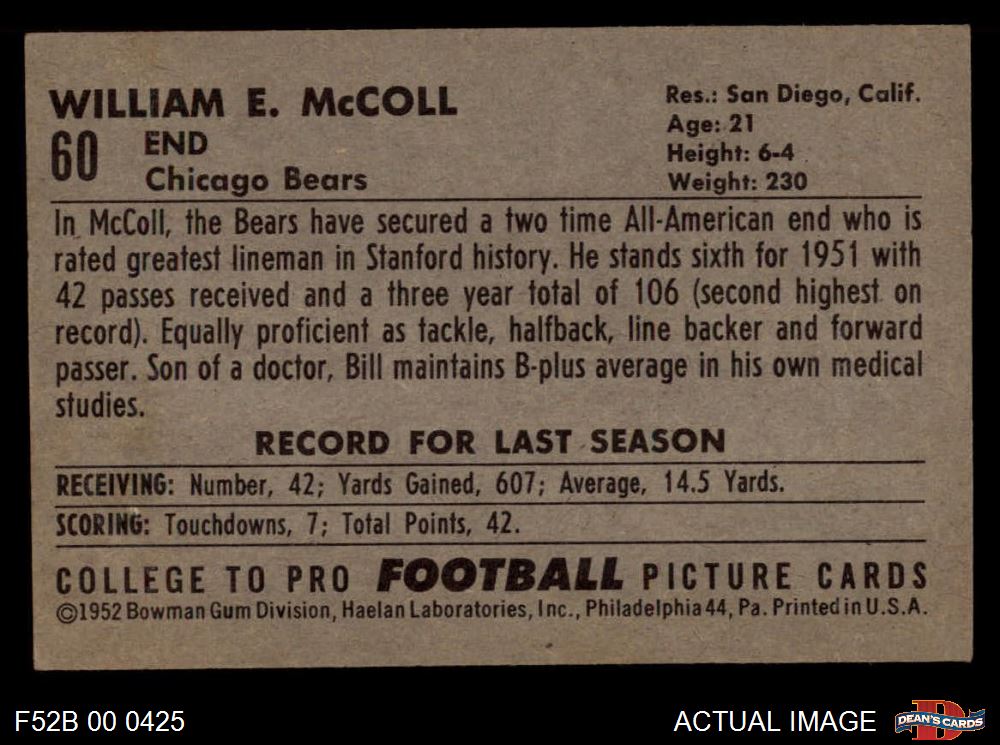 WILLIAM E. McCOLL
60 END
Chicago Bears
Res.: San Diego, Calif.
Age: 21
Height: 6-4
Weight: 230
In McColl, the Bears have secured a two time All-American end who is
rated greatest lineman in Stanford history. He stands sixth for 1951 with
42 passes received and a three year total of 106 (second highest on
record). Equally proficient as tackle, halfback, line backer and forward
passer. Son of a doctor, Bill maintains B-plus average in his own medical
studies.
RECORD FOR LAST SEASON
RECEIVING: Number, 42; Yards Gained, 607; Average, 14.5 Yards.
SCORING: Touchdowns, 7; Total Points, 42.
COLLEGE TO PRO FOOTBALL PICTURE CARDS
©1952 Bowman Gum Division, Haelan Laboratories, Inc., Philadelphia 44, Pa. Printed in U.S.A.
F52B 00 0425
ACTUAL IMAGE
D
DEAN'S CARDS